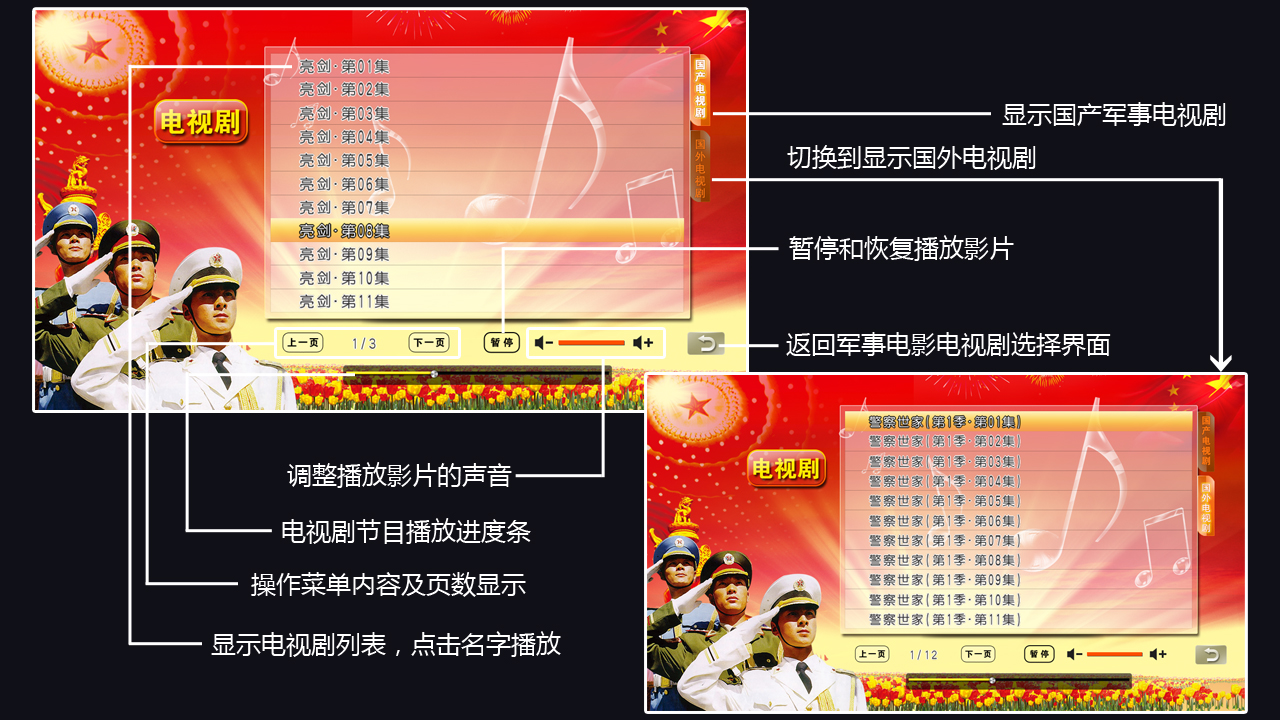 电视剧
亮剑·第01集
亮剑·第02集
亮剑·第03集
亮剑·第04集
亮剑·第05集
亮剑·第06集
亮剑·第07集
亮剑·第08集
亮剑·第09集
亮剑·第10集
亮剑·第11集
国产电视剧
国外电视剧
上一页
1/3
下一页
暂停
显示国产军事电视剧
切换到显示国外电视剧
暂停和恢复播放影片
返回军事电影电视剧选择界面
调整播放影片的声音
电视剧节目播放进度条
操作菜单内容及页数显示
显示电视剧列表，点击名字播放
电视剧
警察世家(第1季·第01集)
警察世家(第1季·第02集)
警察世家(第1季·第03集)
警察世家(第1季·第04集)
警察世家(第1季·第05集)
警察世家(第1季·第06集)
警察世家(第1季·第07集)
警察世家(第1季·第08集)
警察世家(第1季·第09集)
警察世家(第1季·第10集)
警察世家(第1季·第11集)
国产电视剧
国外电视剧
上一页
1/12
下一页
暂停